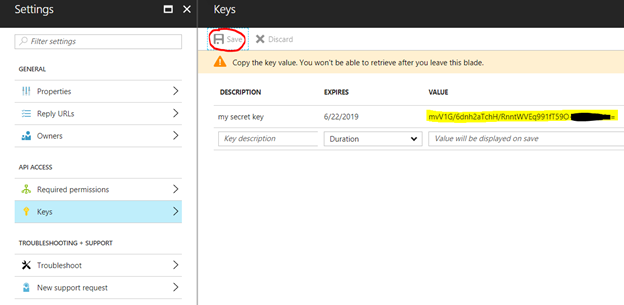 Settings
Filter settings
GENERAL
Properties
Reply URLs
Owners
API ACCESS
Required permissions
Keys
TROUBLESHOOTING + SUPPORT
Troubleshoot
New support request
Keys
Save Discard
Copy the key value. You won't be able to retrieve after you leave this blade.
DESCRIPTION EXPIRES VALUE
my secret key 6/22/2019 mvV1G/6dnh2aTchH/RnntWVEq991fT59O =
Key description Duration Value will be displayed on save